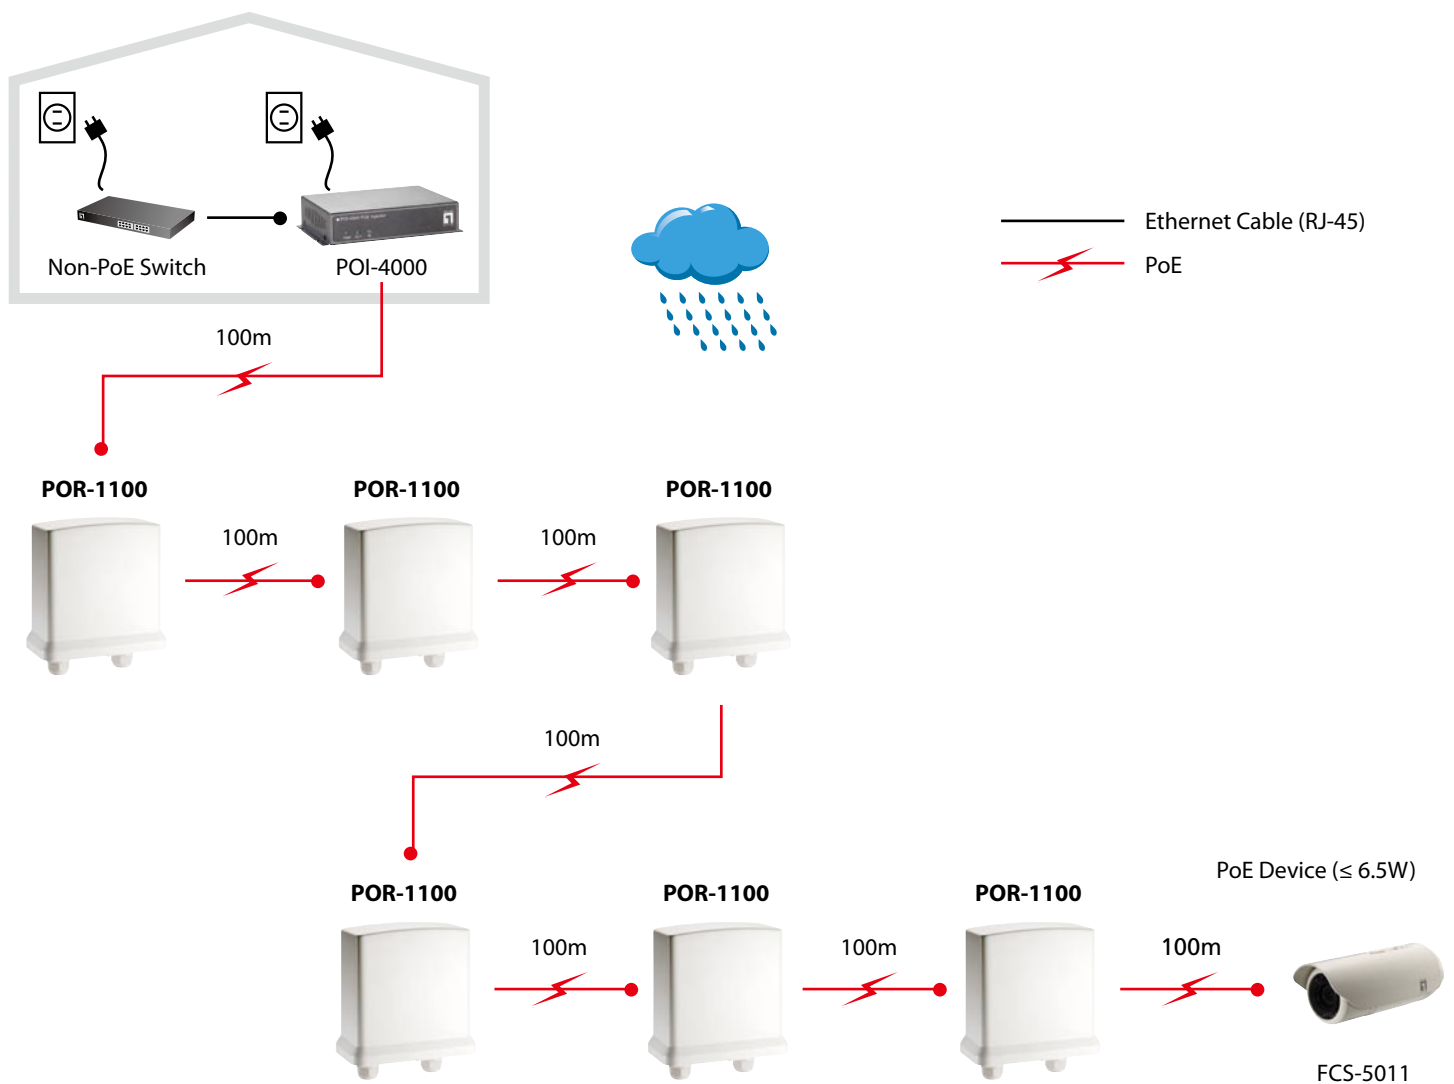 Ethernet Cable (RJ-45)
PoE
Non-PoE Switch
POI-4000
100m
POR-1100
POR-1100
POR-1100
100m
100m
100m
PoE Device (≤ 6.5W)
POR-1100
POR-1100
POR-1100
100m
100m
100m
FCS-5011